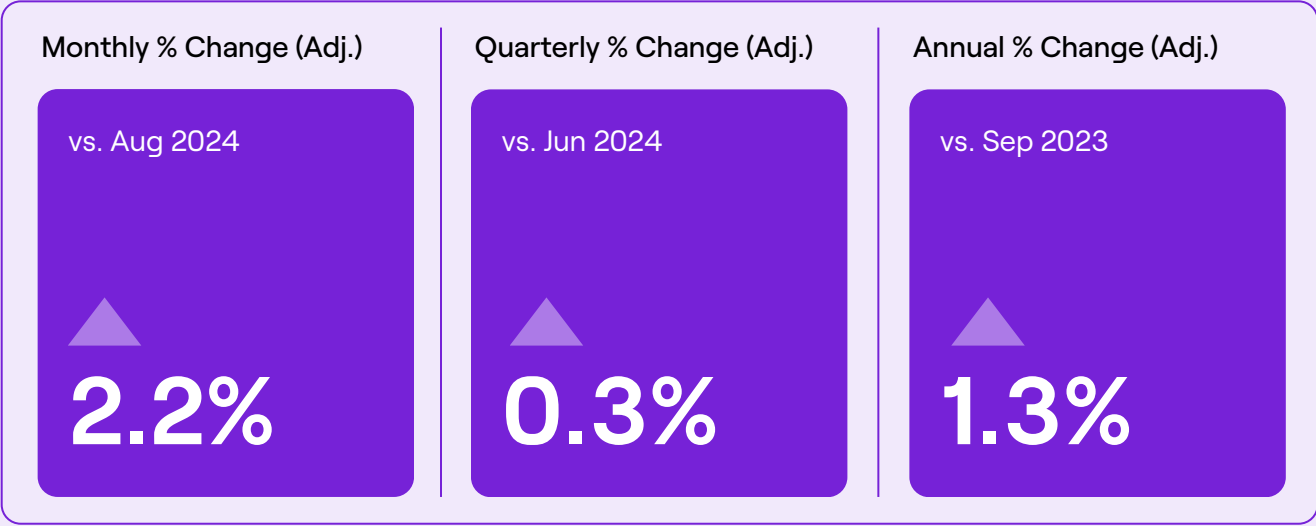 Monthly % Change (Adj.)
vs. Aug 2024
2.2%
Quarterly % Change (Adj.)
vs. Jun 2024
0.3%
Annual % Change (Adj.)
vs. Sep 2023
1.3%